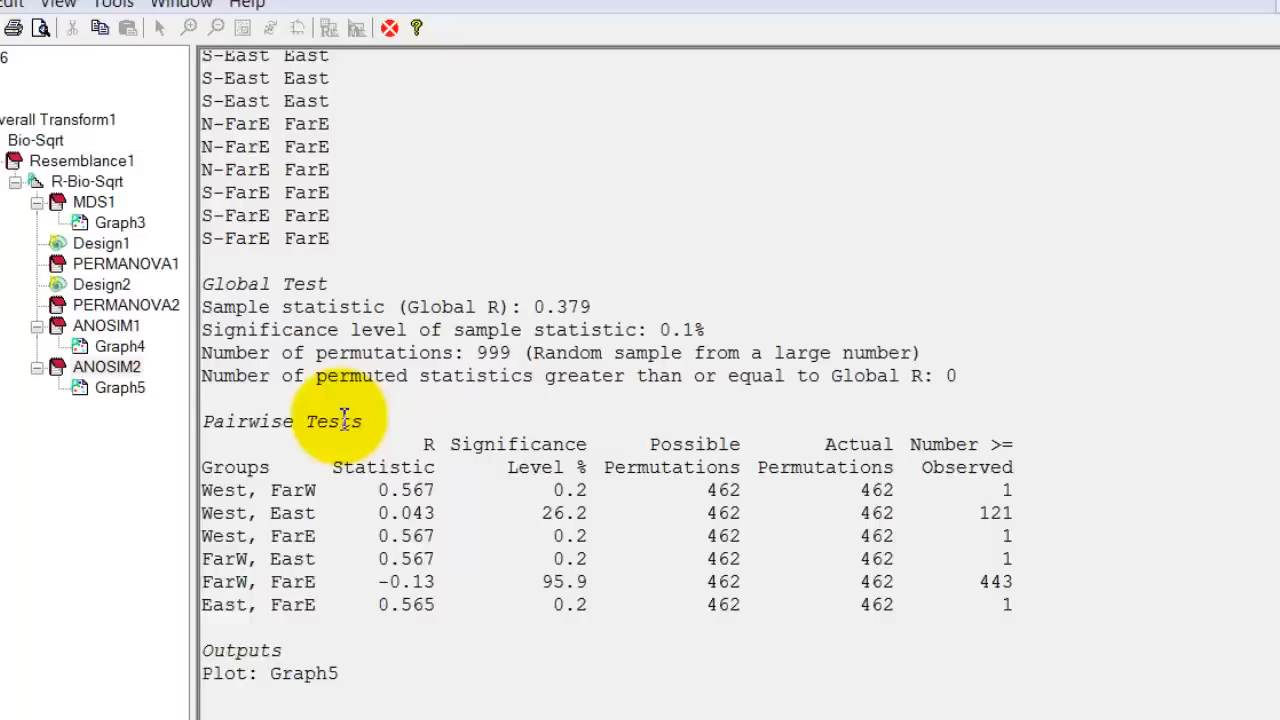 Edit View Tools Window Help
6
verall Transform1
Bio-Sqrt
Resemblance1
R-Bio-Sqrt
MDS1
Graph3
Design1
PERMANOVA1
Design2
PERMANOVA2
ANOSIM1
Graph4
ANOSIM2
Graph5
S-East East
S-East East
S-East East
N-FarE FarE
N-FarE FarE
N-FarE FarE
S-FarE FarE
S-FarE FarE
S-FarE FarE
Global Test
Sample statistic (Global R): 0.379
Significance level of sample statistic: 0.1%
Number of permutations: 999 (Random sample from a large number)
Number of permuted statistics greater than or equal to Global R: 0
Pairwise Tests
R Significance Possible Actual Number >=
Groups Statistic Level % Permutations Permutations Observed
West, FarW 0.567 0.2 462 462 1
West, East 0.043 26.2 462 462 121
West, FarE 0.567 0.2 462 462 1
FarW, East 0.567 0.2 462 462 1
FarW, FarE -0.13 95.9 462 462 443
East, FarE 0.565 0.2 462 462 1
Outputs
Plot: Graph5